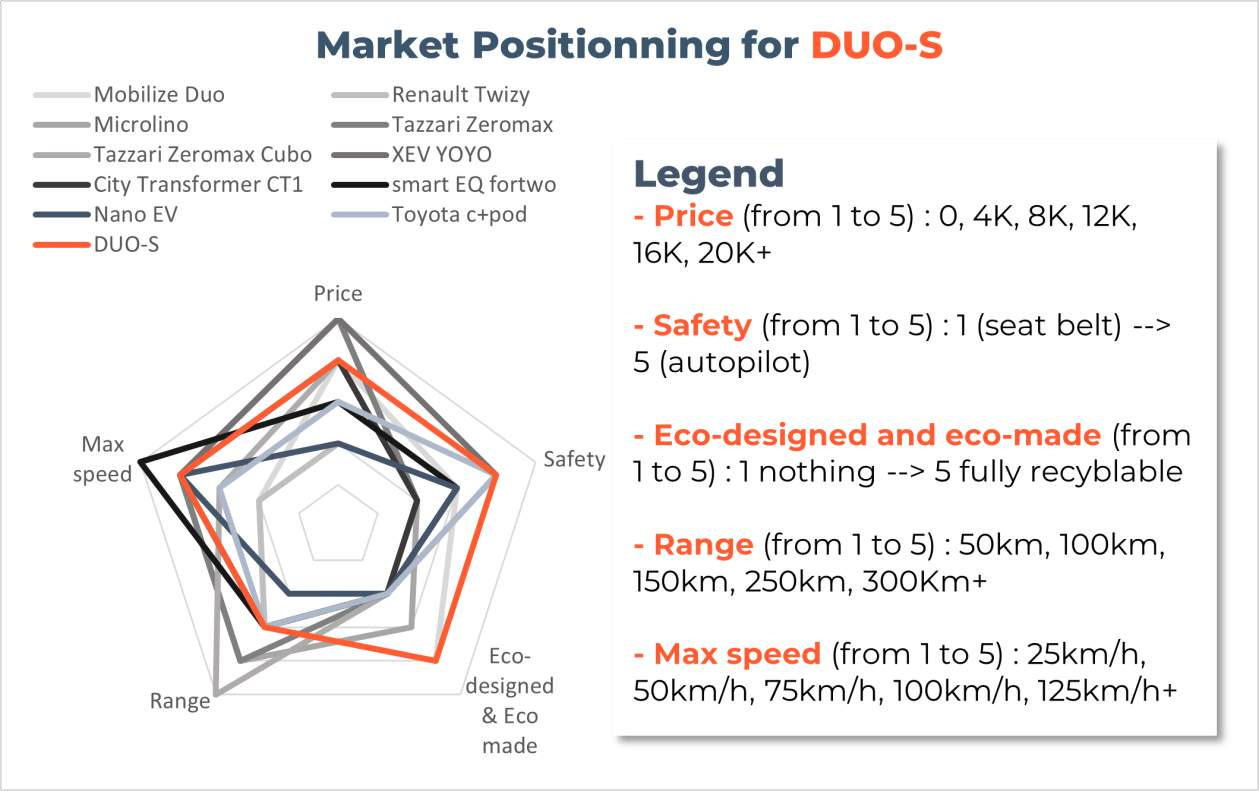 Market Positionning for DUO-S
Mobilize Duo
Renault Twizy
Microlino
Tazzari Zeromax
Tazzari Zeromax Cubo
XEV YOYO
City Transformer CT1
smart EQ fortwo
Nano EV
Toyota c+pod
DUO-S
Price
Max
speed
Safety
Range
Eco-
designed
& Eco
made
Legend
- Price (from 1 to 5) : 0, 4K, 8K, 12K,
16K, 20K+
- Safety (from 1 to 5) : 1 (seat belt) -->
5 (autopilot)
- Eco-designed and eco-made (from
1 to 5) : 1 nothing --> 5 fully recyblable
- Range (from 1 to 5) : 50km, 100km,
150km, 250km, 300Km+
- Max speed (from 1 to 5) : 25km/h,
50km/h, 75km/h, 100km/h, 125km/h+